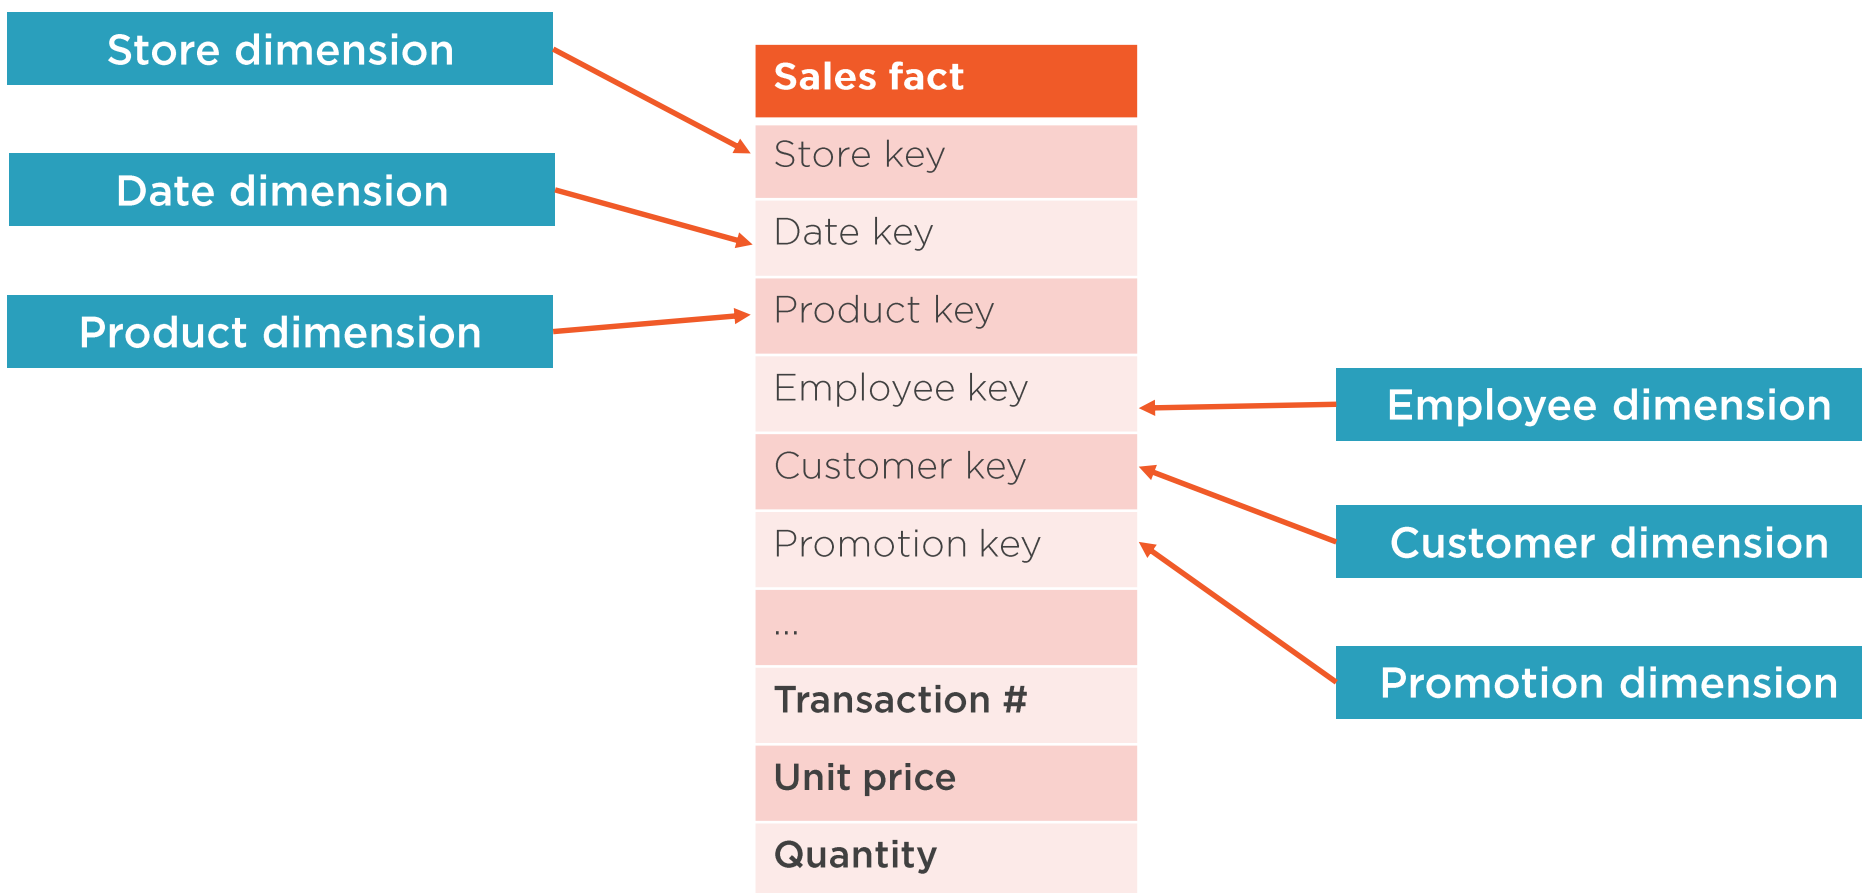 Store dimension
Date dimension
Product dimension
Sales fact
Store key
Date key
Product key
Employee key
Customer key
Promotion key
...
Transaction #
Unit price
Quantity
Employee dimension
Customer dimension
Promotion dimension